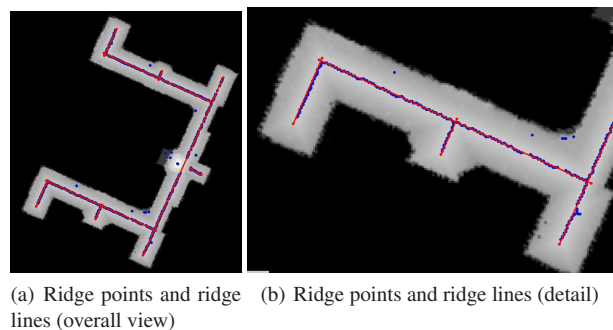 (a) Ridge points and ridge
lines (overall view)
(b) Ridge points and ridge lines (detail)